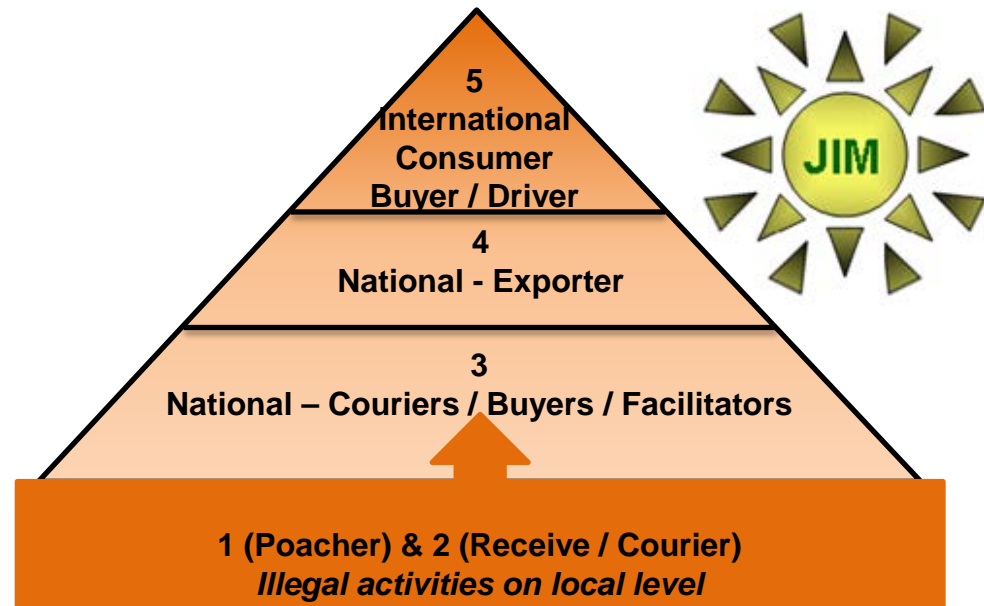 5
International
Consumer
Buyer / Driver
JIM
4
National - Exporter
3
National – Couriers / Buyers / Facilitators
1 (Poacher) & 2 (Receive / Courier)
Illegal activities on local level